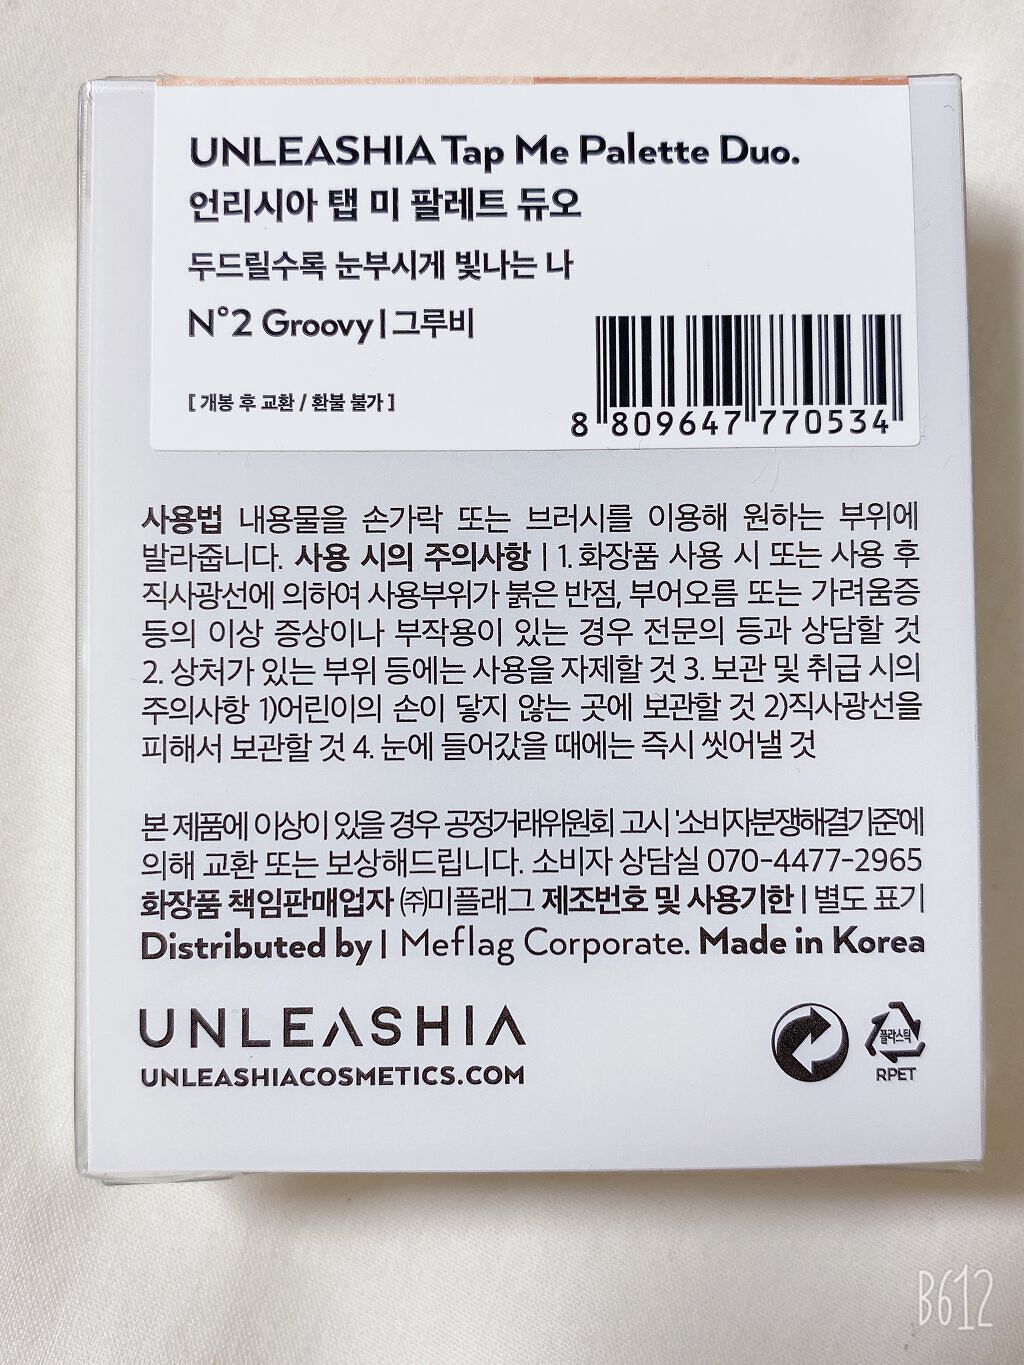 UNLEASHIA Tap Me Palette Duo.
언리시아 탭 미 팔레트 듀오
두드릴수록 눈부시게 빛나는 나
N°2 Groovy | 그루비
[ 개봉 후 교환 / 환불 불가 ]
8 809647 770534
사용법 내용물을 손가락 또는 브러시를 이용해 원하는 부위에
발라줍니다. 사용 시의 주의사항 | 1. 화장품 사용 시 또는 사용 후
직사광선에 의하여 사용부위가 붉은 반점, 부어오름 또는 가려움증
등의 이상 증상이나 부작용이 있는 경우 전문의 등과 상담할 것
2. 상처가 있는 부위 등에는 사용을 자제할 것 3. 보관 및 취급 시의
주의사항 1)어린이의 손이 닿지 않는 곳에 보관할 것 2)직사광선을
피해서 보관할 것 4. 눈에 들어갔을 때에는 즉시 씻어낼 것
본 제품에 이상이 있을 경우 공정거래위원회 고시 '소비자분쟁해결기준'에
의해 교환 또는 보상해드립니다. 소비자 상담실 070-4477-2965
화장품 책임판매업자 ㈜미플래그 제조번호 및 사용기한 | 별도 표기
Distributed by | Meflag Corporate. Made in Korea
UNLEASHIA
UNLEASHIACOSMETICS.COM
플라스틱
RPET
B612